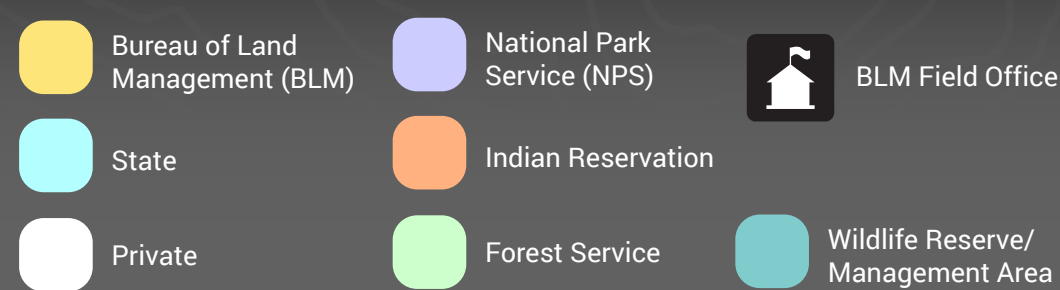 Bureau of Land
Management (BLM)
State
Private
National Park
Service (NPS)
Indian Reservation
Forest Service
BLM Field Office
Wildlife Reserve/
Management Area